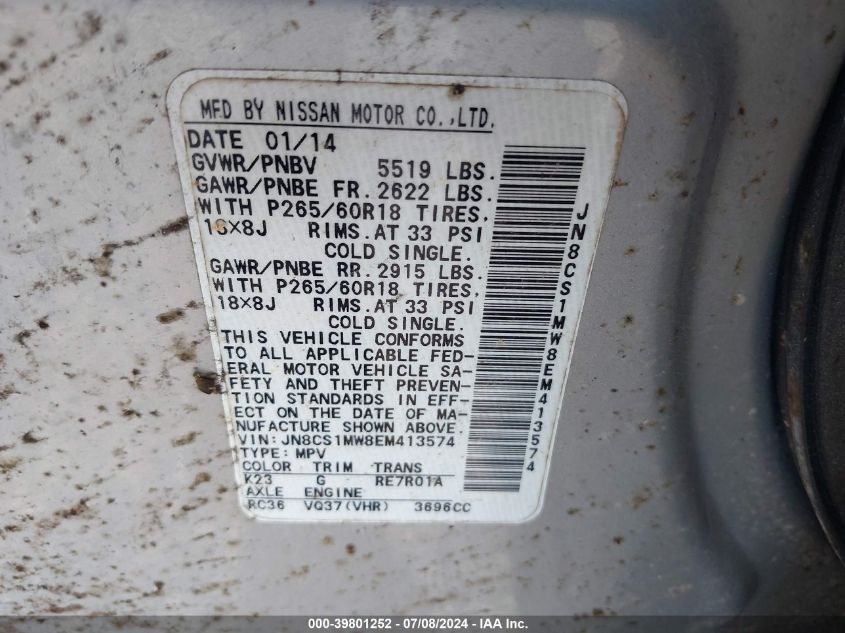 MFD BY NISSAN MOTOR CO.,LTD.
DATE 01/14
GVWR/PNBV 5519 LBS.
GAWR/PNBE FR. 2622 LBS.
WITH P265/60R18 TIRES.
18X8J RIMS. AT 33 PSI
COLD SINGLE.
GAWR/PNBE RR. 2915 LBS.
WITH P265/60R18 TIRES.
18X8J RIMS. AT 33 PSI
COLD SINGLE.
THIS VEHICLE CONFORMS
TO ALL APPLICABLE FED-
ERAL MOTOR VEHICLE SA-
FETY AND THEFT PREVEN-
TION STANDARDS IN EFF-
ECT ON THE DATE OF MA-
NUFACTURE SHOWN ABOVE.
VIN: JN8CS1MW8EM413574
TYPE: MPV
COLOR TRIM TRANS
K23 G RE7R01A
AXLE ENGINE
RC36 VQ37(VHR) 3696CC
JN8CS1MW8EM413574
000-39801252 - 07/08/2024 - IAA Inc.